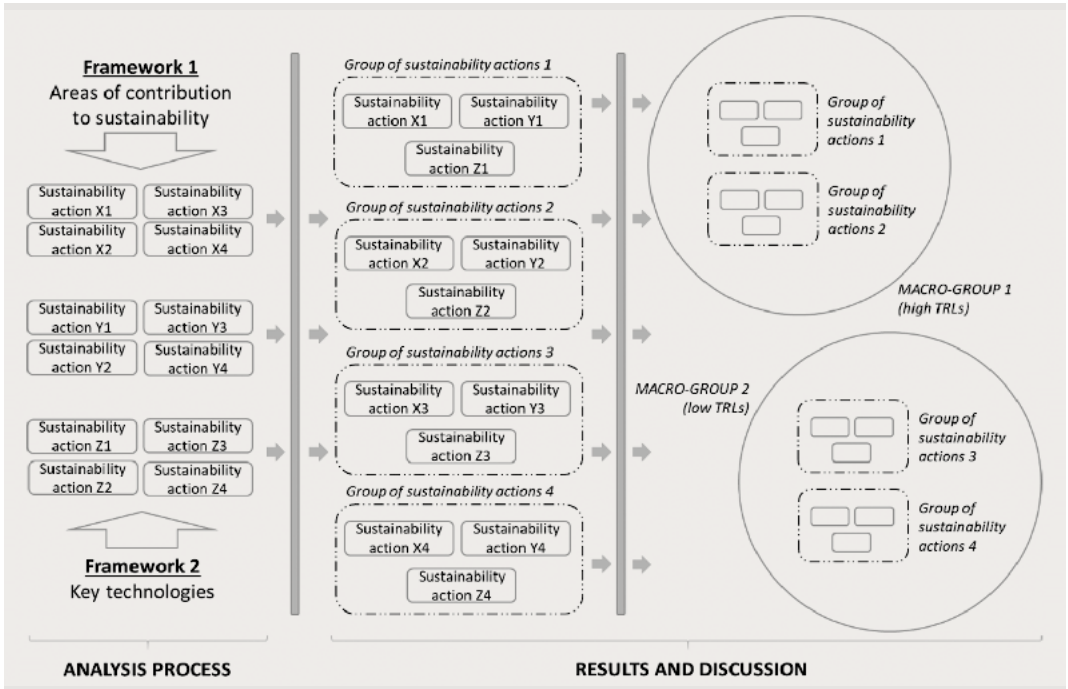 Framework 1
Areas of contribution
to sustainability
Sustainability
action X1
Sustainability
action X3
Sustainability
action X2
Sustainability
action X4
Sustainability
action Y1
Sustainability
action Y3
Sustainability
action Y2
Sustainability
action Y4
Sustainability
action Z1
Sustainability
action Z3
Sustainability
action Z2
Sustainability
action Z4
Framework 2
Key technologies
ANALYSIS PROCESS
Group of sustainability actions 1
Sustainability
action X1
Sustainability
action Y1
Sustainability
action Z1
Group of sustainability actions 2
Sustainability
action X2
Sustainability
action Y2
Sustainability
action Z2
Group of sustainability actions 3
Sustainability
action X3
Sustainability
action Y3
Sustainability
action Z3
Group of sustainability actions 4
Sustainability
action X4
Sustainability
action Y4
Sustainability
action Z4
Group of
sustainability
actions 1
Group of
sustainability
actions 2
MACRO-GROUP 1
(high TRLs)
MACRO-GROUP 2
(low TRLs)
Group of
sustainability
actions 3
Group of
sustainability
actions 4
RESULTS AND DISCUSSION